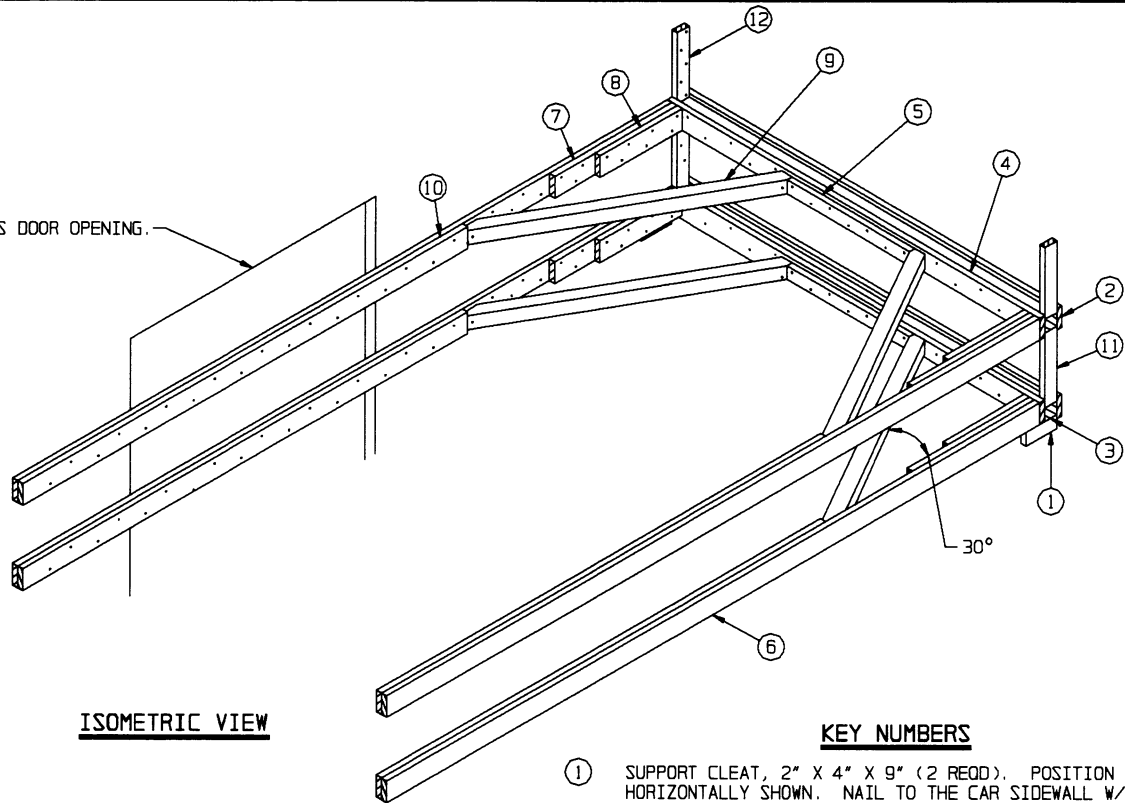 12
9
8
7
5
4
10
S DOOR OPENING.
2
11
3
1
30°
6
ISOMETRIC VIEW
KEY NUMBERS
1 SUPPORT CLEAT, 2" X 4" X 9" (2 REQD). POSITION
HORIZONTALLY SHOWN. NAIL TO THE CAR SIDEWALL W/